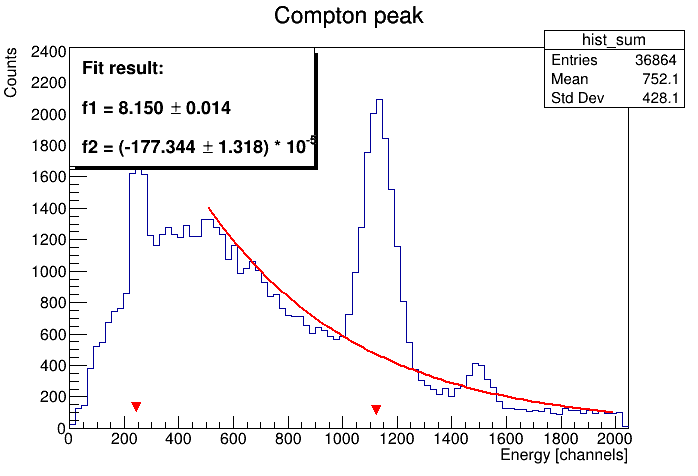 Compton peak
hist_sum
Entries 36864
Mean 752.1
Std Dev 428.1
Counts
Fit result:
f1 = 8.150 ± 0.014
f2 = (-177.344 ± 1.318) * 10⁻⁵
2400
2200
2000
1800
1600
1400
1200
1000
800
600
400
200
0
0 200 400 600 800 1000 1200 1400 1600 1800 2000
Energy [channels]